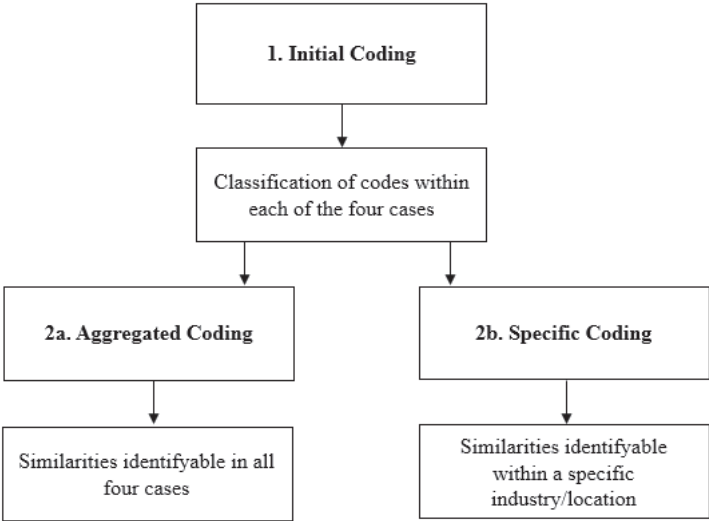 1. Initial Coding
Classification of codes within
each of the four cases
2a. Aggregated Coding
2b. Specific Coding
Similarities identifyable in all
four cases
Similarities identifyable
within a specific
industry/location